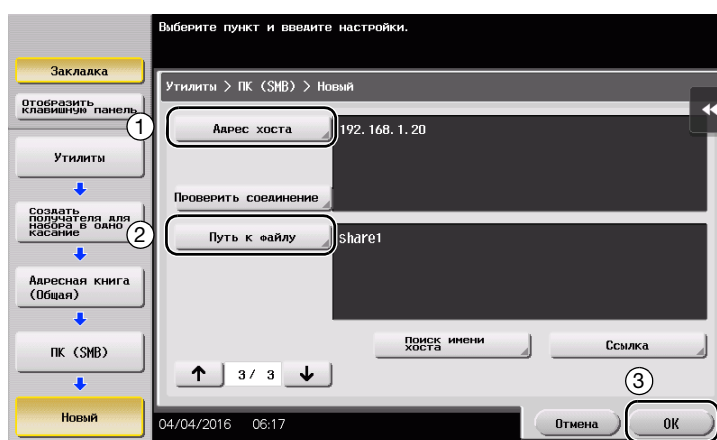 Выберите пункт и введите настройки.
Закладка
Отобразить
клавишную панель
Утилиты
Создать
получателя для
набора в одно
касание
Адресная книга
(Общая)
ПК (SMB)
Новый
Утилиты > ПК (SMB) > Новый
1
Адрес хоста
192.168.1.20
Проверить соединение
2
Путь к файлу
share1
Поиск имени
хоста
Ссылка
3/ 3
3
04/04/2016 06:17
Отмена
OK